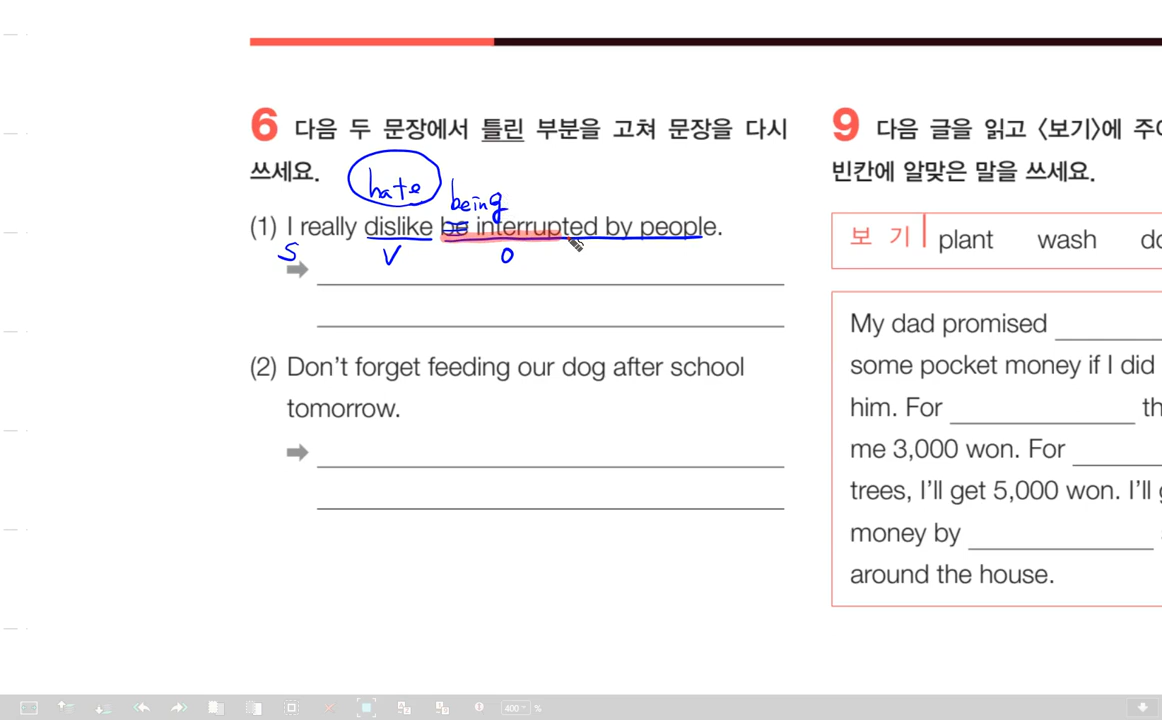 6 다음 두 문장에서 틀린 부분을 고쳐 문장을 다시
쓰세요.
hate
being
(1) I really dislike be interrupted by people.
S V O
(2) Don't forget feeding our dog after school
tomorrow.
9 다음 글을 읽고 〈보기〉에
빈칸에 알맞은 말을 쓰세요.
보기 plant wash
My dad promised
some pocket money if I did
him. For
me 3,000 won. For
trees, I'll get 5,000 won. I'll
money by
around the house.
400 %